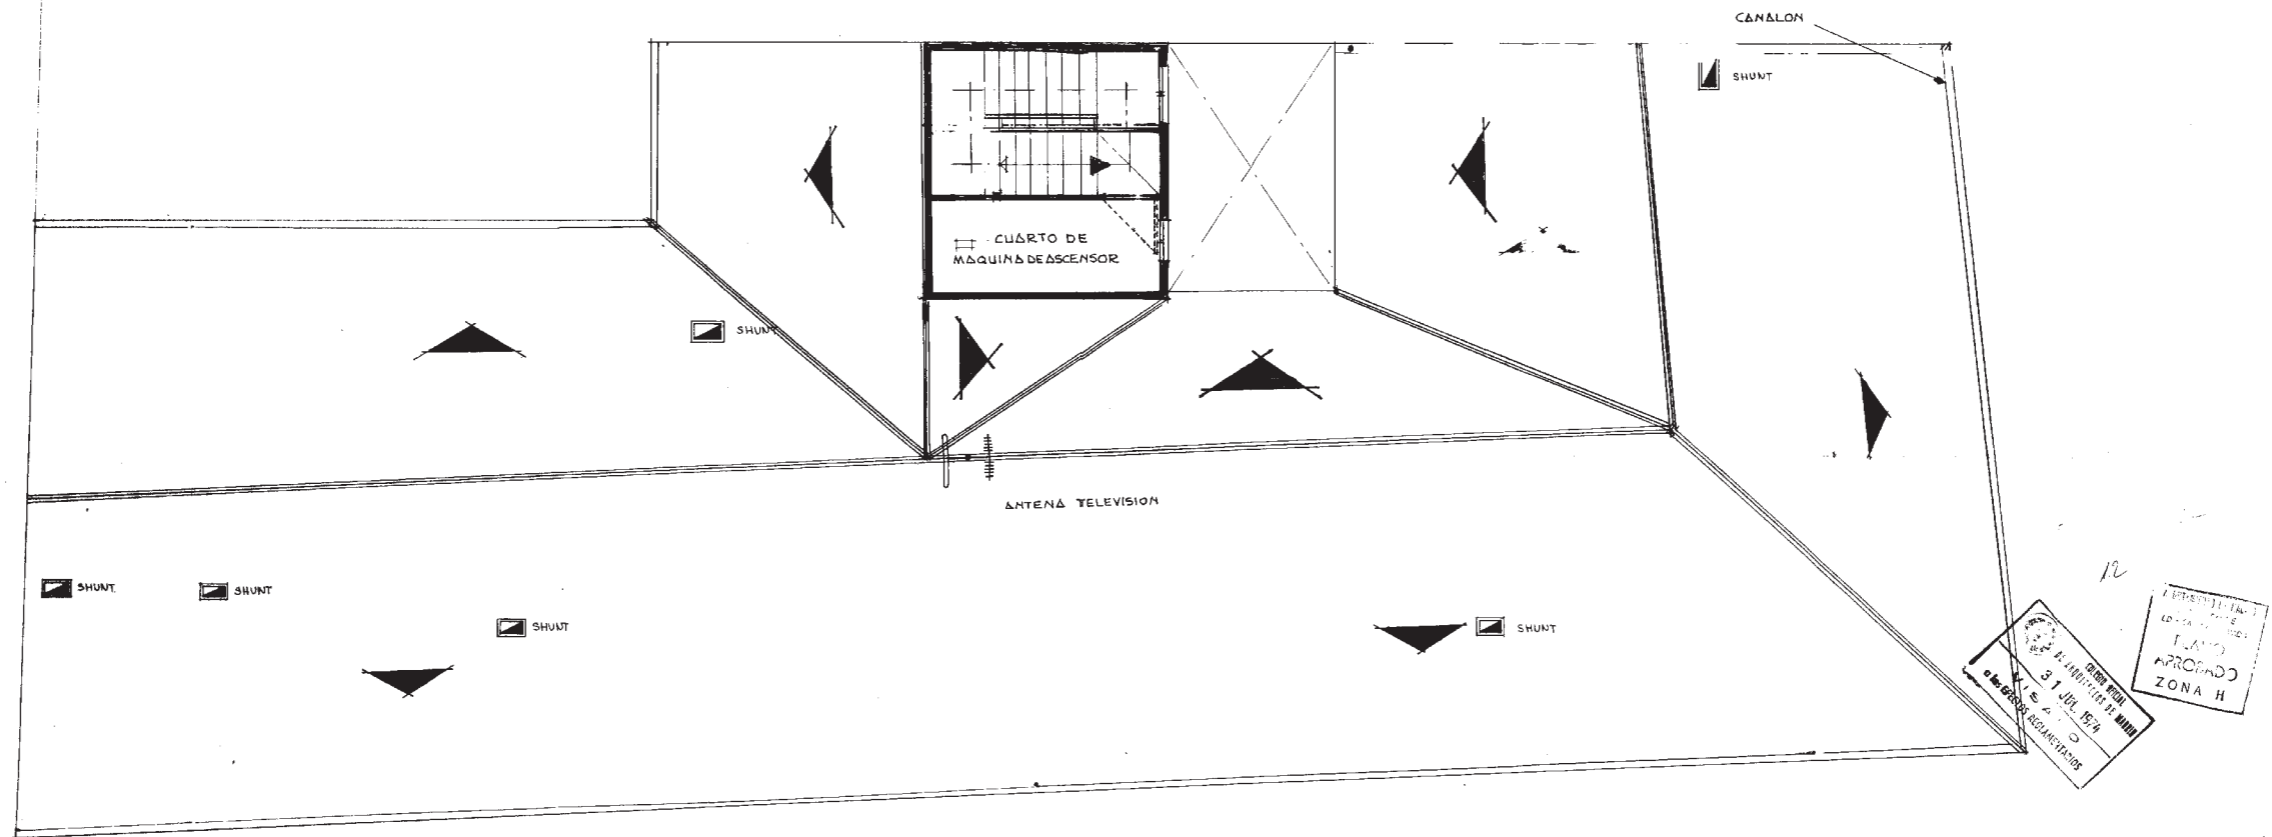 CANALON
SHUNT
CUARTO DE
MAQUINA DE ASCENSOR
SHUNT
ANTENA TELEVISION
SHUNT
SHUNT
SHUNT
SHUNT
12
COLEGIO OFICIAL
DE ARQUITECTOS DE MADRID
31 JUL. 1974
VISADO
a los EFECTOS REGLAMENTARIOS
PLANO
APROBADO
ZONA H